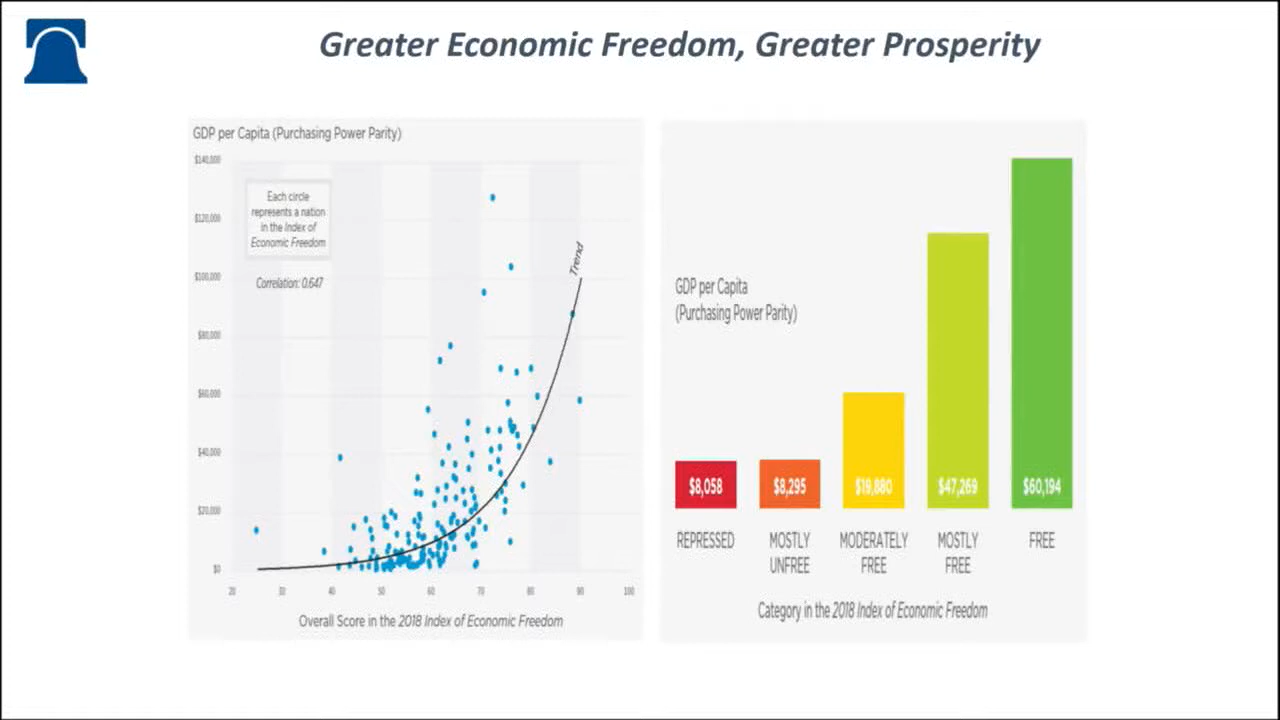 Greater Economic Freedom, Greater Prosperity
GDP per Capita (Purchasing Power Parity)
$140,000
$120,000
$100,000
$80,000
$60,000
$40,000
$20,000
$0
Each circle
represents a nation
in the Index of
Economic Freedom
Correlation: 0.647
Trend
20 30 40 50 60 70 80 90 100
Overall Score in the 2018 Index of Economic Freedom
GDP per Capita
(Purchasing Power Parity)
$8,058 $8,295 $19,880 $47,269 $60,194
REPRESSED MOSTLY MODERATELY MOSTLY FREE
UNFREE FREE FREE
Category in the 2018 Index of Economic Freedom